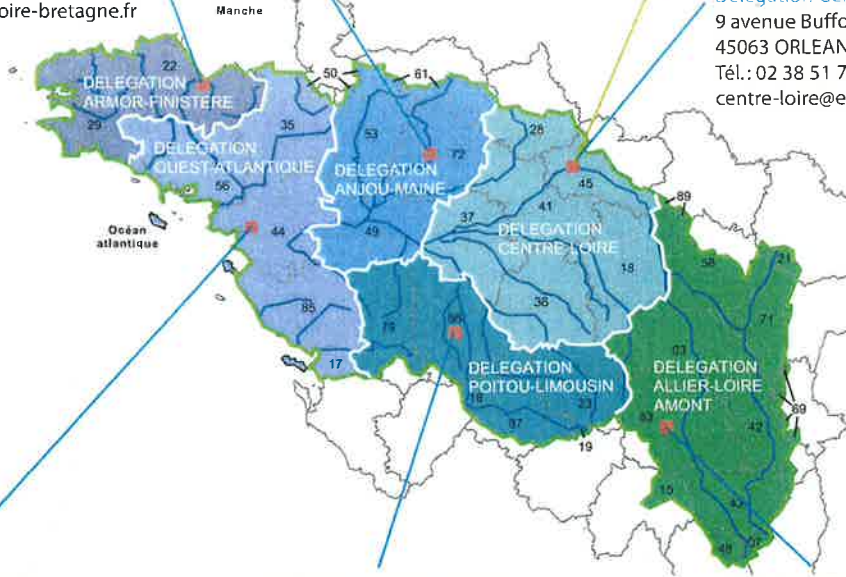 oire-bretagne.fr
Manche
9 avenue Buffo
45063 ORLEAN
Tél.: 02 38 51 7
centre-loire@e
50
61
22
DELEGATION
ARMOR-FINISTERE
29
35
53
72
28
45
DELEGATION
OUEST-ATLANTIQUE
DELEGATION
ANJOU-MAINE
56
41
37
89
Océan
atlantique
44
49
DELEGATION
CENTRE-LOIRE
58
21
18
36
85
79
71
03
17
DELEGATION
POITOU-LIMOUSIN
DELEGATION
ALLIER-LOIRE
AMONT
23
63
69
87
42
19
15
43
48
07